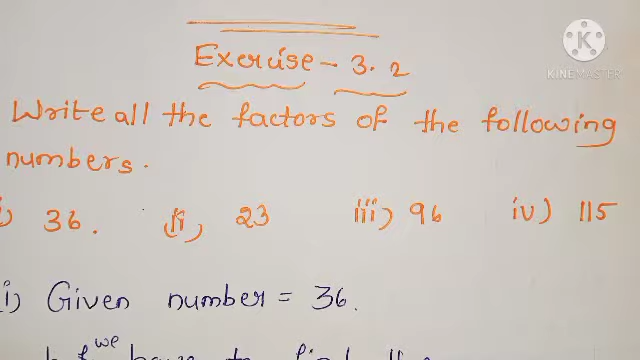 Exercise - 3.2
KINEMASTER
Write all the factors of the following
numbers.
i) 36. (ii) 23 iii) 96 iv) 115
i) Given number = 36.
we